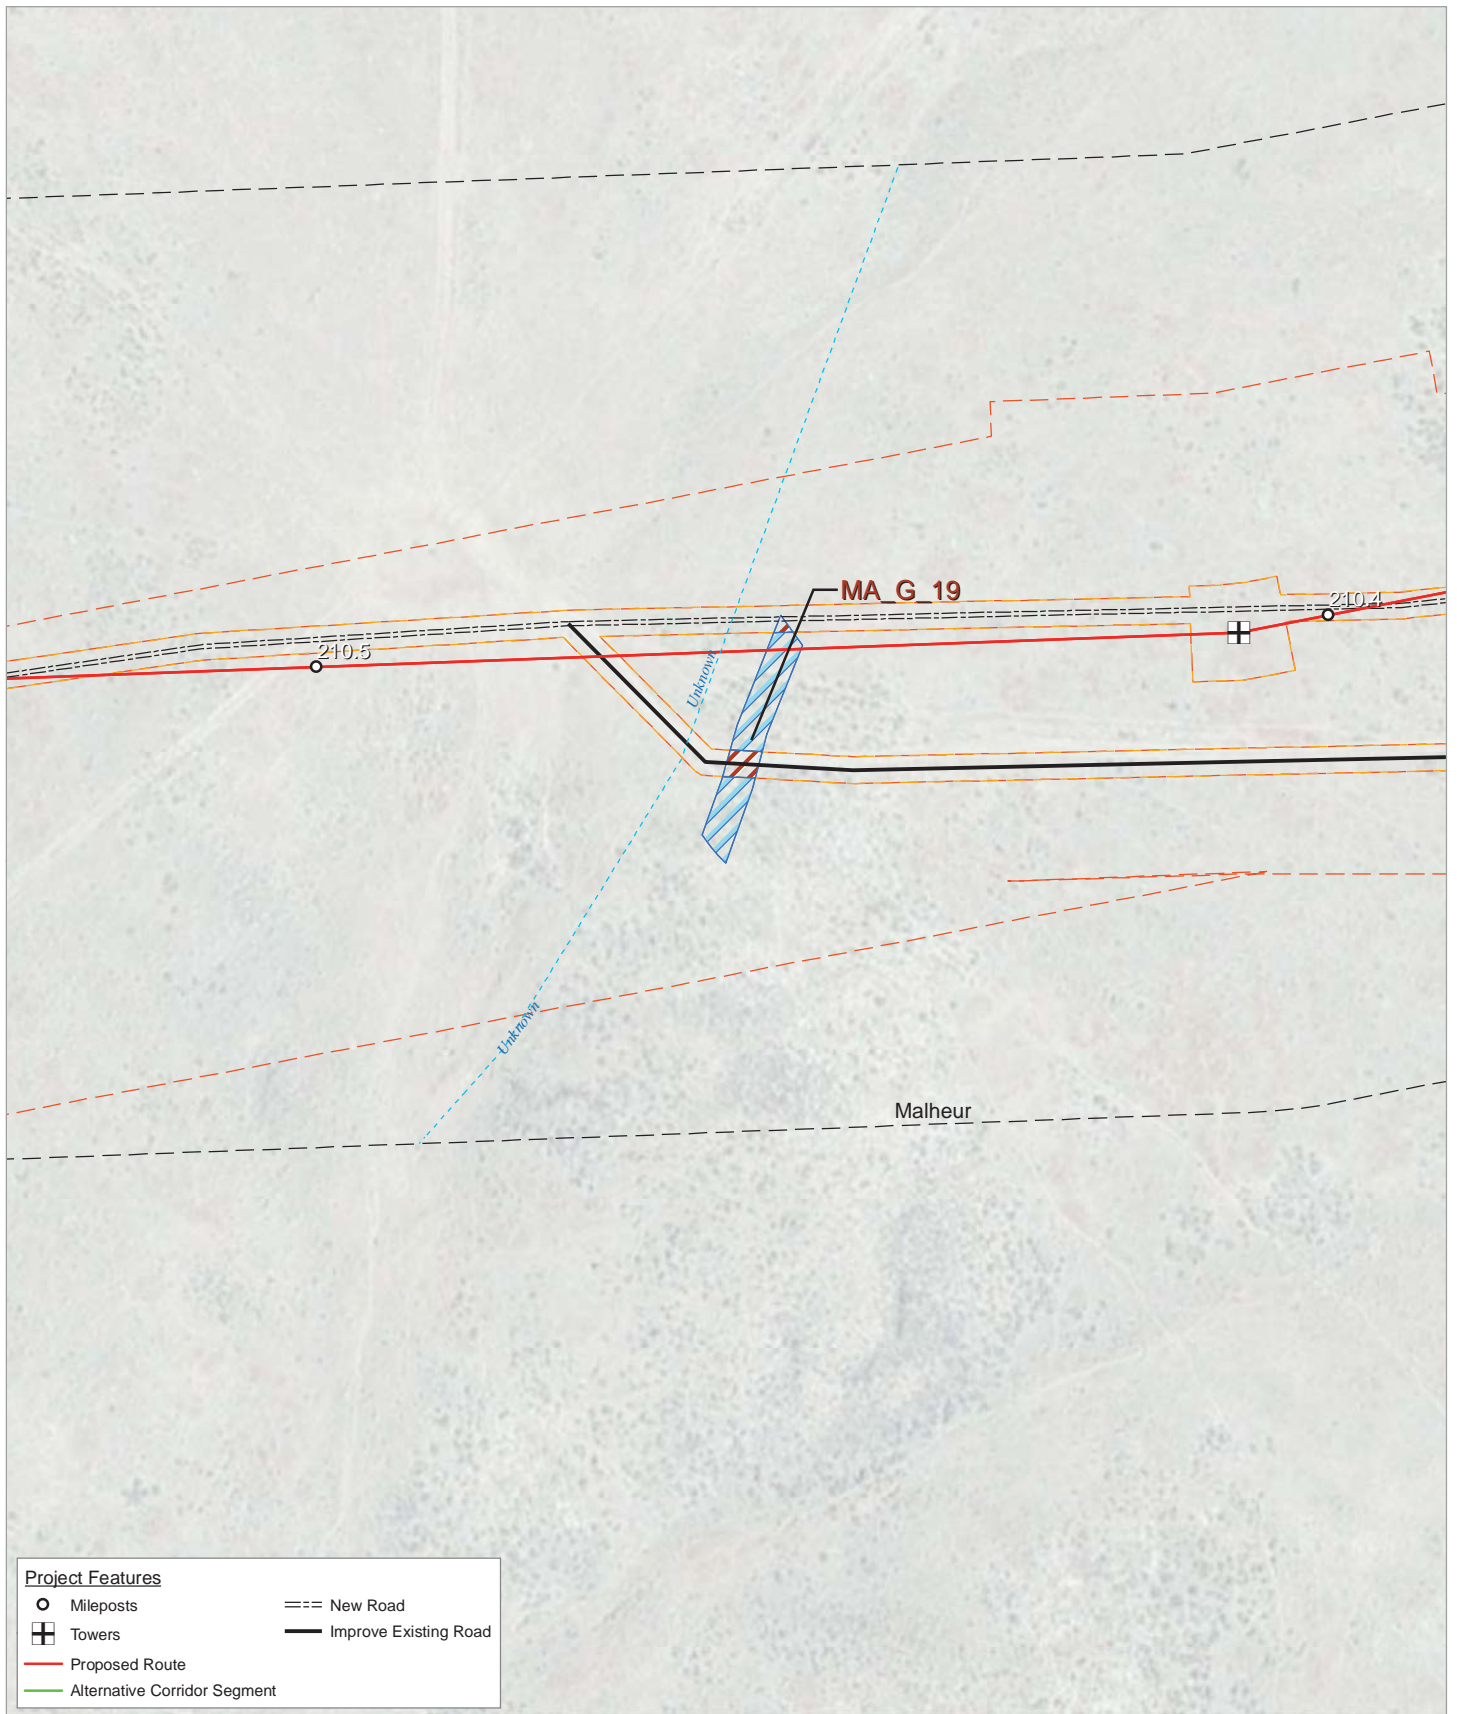 MA_G_19
210.4
210.5
Unknown
Unknown
Malheur
Project Features
Mileposts
New Road
Towers
Improve Existing Road
Proposed Route
Alternative Corridor Segment